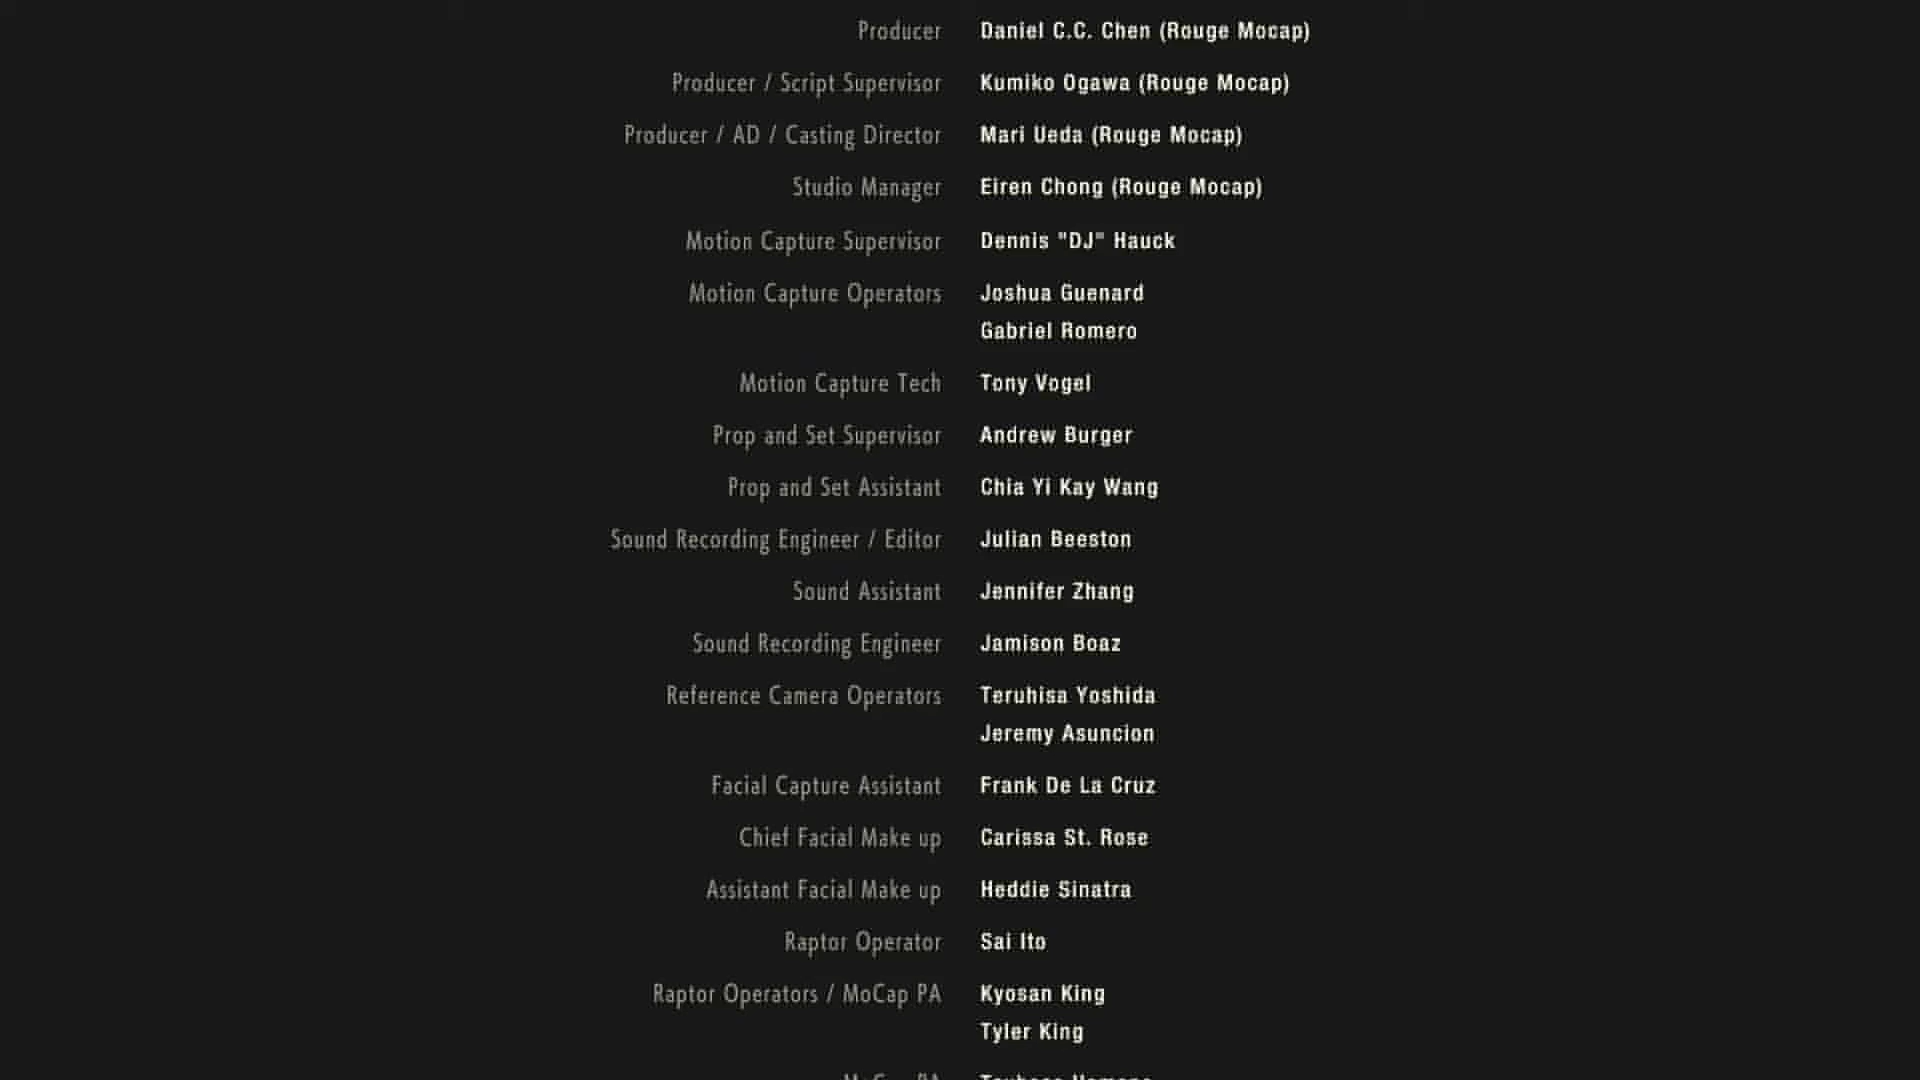 Producer Daniel C.C. Chen (Rouge Mocap)
Producer / Script Supervisor Kumiko Ogawa (Rouge Mocap)
Producer / AD / Casting Director Mari Ueda (Rouge Mocap)
Studio Manager Eiren Chong (Rouge Mocap)
Motion Capture Supervisor Dennis "DJ" Hauck
Motion Capture Operators Joshua Guenard
Gabriel Romero
Motion Capture Tech Tony Vogel
Prop and Set Supervisor Andrew Burger
Prop and Set Assistant Chia Yi Kay Wang
Sound Recording Engineer / Editor Julian Beeston
Sound Assistant Jennifer Zhang
Sound Recording Engineer Jamison Boaz
Reference Camera Operators Teruhisa Yoshida
Jeremy Asuncion
Facial Capture Assistant Frank De La Cruz
Chief Facial Make up Carissa St. Rose
Assistant Facial Make up Heddie Sinatra
Raptor Operator Sai Ito
Raptor Operators / MoCap PA Kyosan King
Tyler King